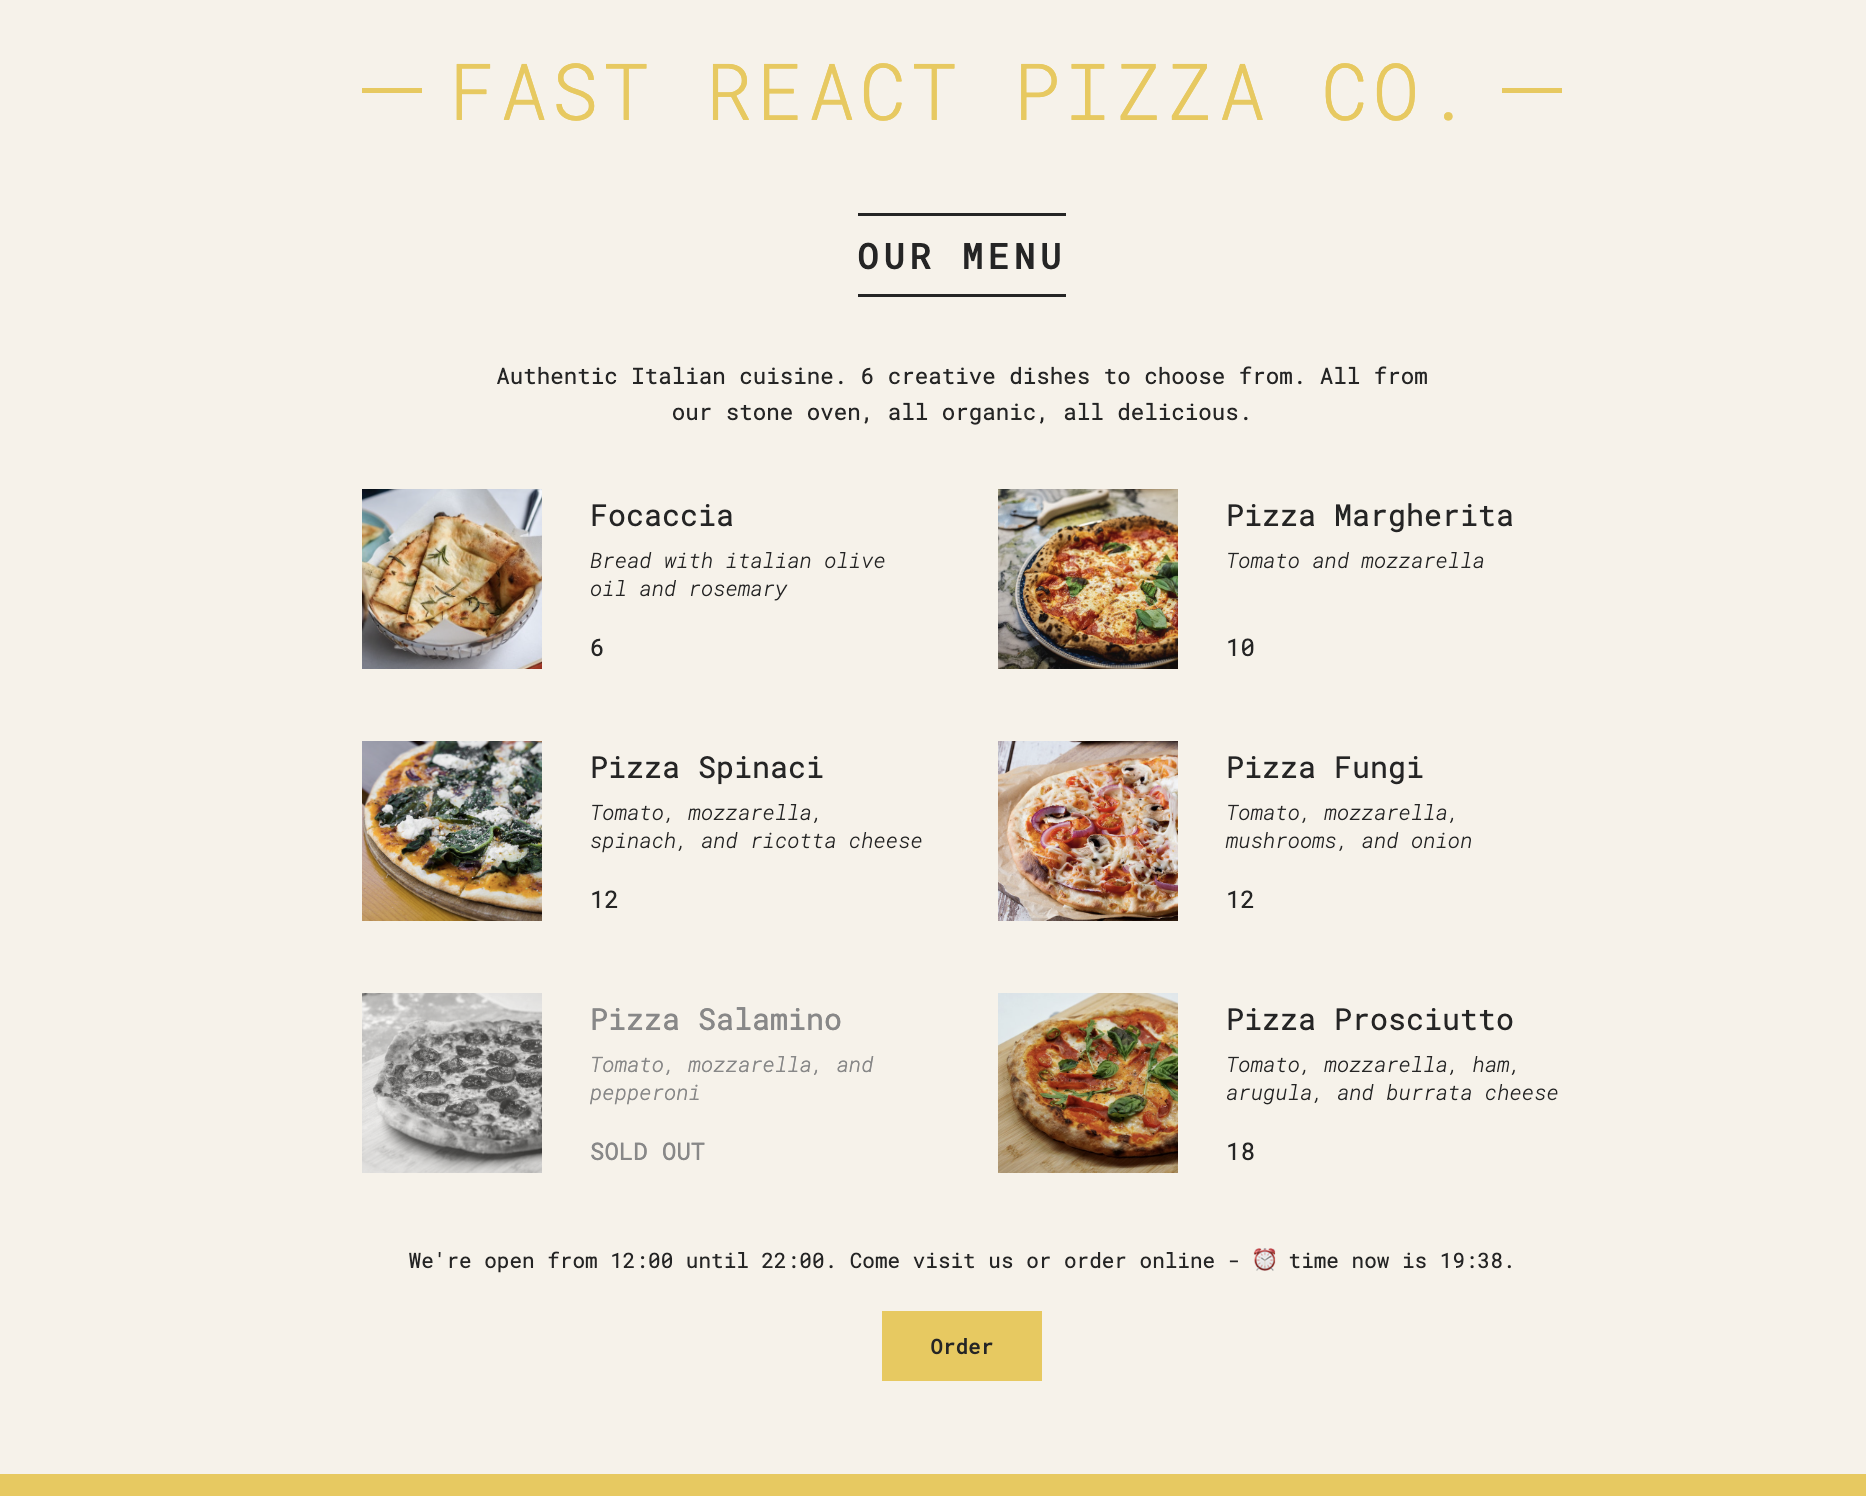 FAST REACT PIZZA CO.
OUR MENU
Authentic Italian cuisine. 6 creative dishes to choose from. All from
our stone oven, all organic, all delicious.
Focaccia
Bread with italian olive
oil and rosemary
6
Pizza Margherita
Tomato and mozzarella
10
Pizza Spinaci
Tomato, mozzarella,
spinach, and ricotta cheese
12
Pizza Fungi
Tomato, mozzarella,
mushrooms, and onion
12
Pizza Salamino
Tomato, mozzarella, and
pepperoni
SOLD OUT
Pizza Prosciutto
Tomato, mozzarella, ham,
arugula, and burrata cheese
18
We're open from 12:00 until 22:00. Come visit us or order online - ⏰ time now is 19:38.
Order